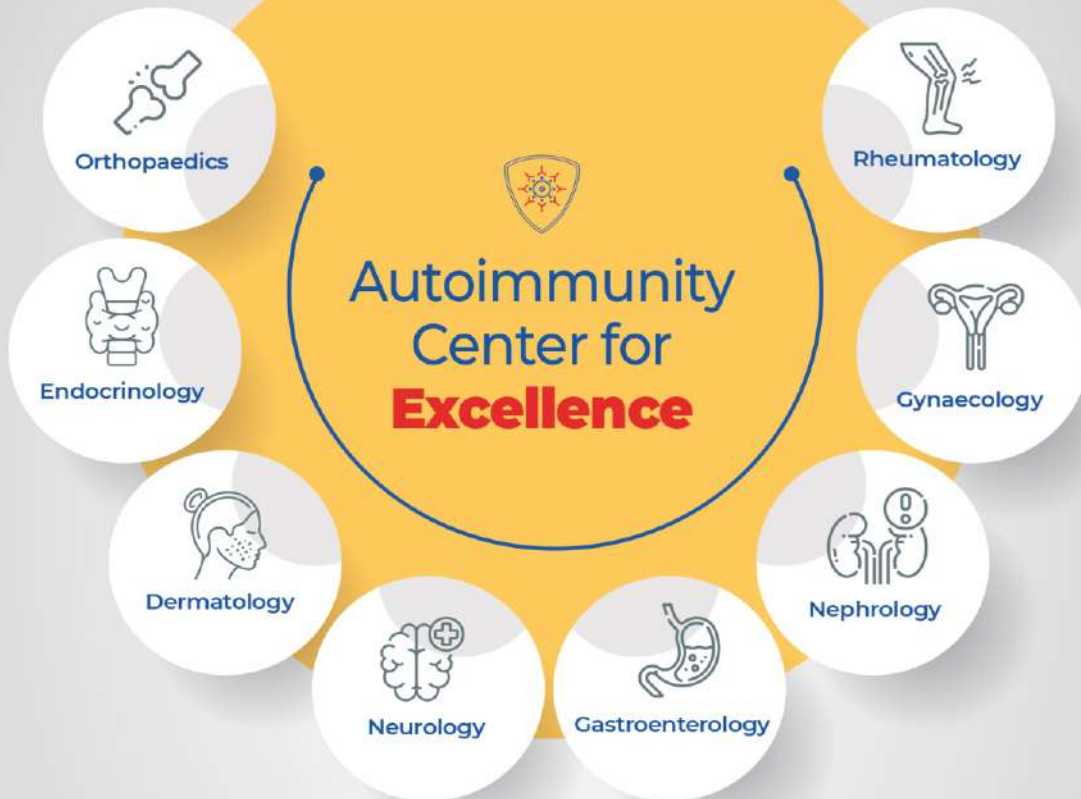 Orthopaedics
Rheumatology
Autoimmunity
Center for
Excellence
Endocrinology
Gynaecology
Dermatology
Nephrology
Neurology
Gastroenterology